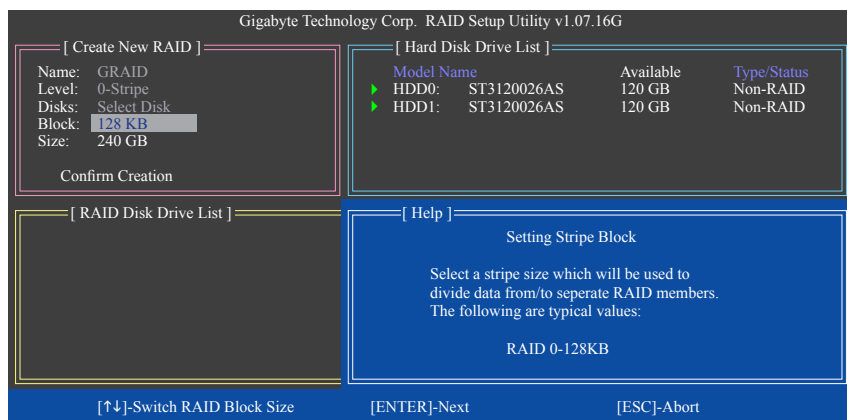 Gigabyte Technology Corp. RAID Setup Utility v1.07.16G
[ Create New RAID ]
Name: GRAID
Level: 0-Stripe
Disks: Select Disk
Block: 128 KB
Size: 240 GB
Confirm Creation
[ Hard Disk Drive List ]
Model Name Available Type/Status
HDD0: ST3120026AS 120 GB Non-RAID
HDD1: ST3120026AS 120 GB Non-RAID
[ RAID Disk Drive List ]
[ Help ]
Setting Stripe Block
Select a stripe size which will be used to
divide data from/to seperate RAID members.
The following are typical values:
RAID 0-128KB
[↑↓]-Switch RAID Block Size [ENTER]-Next [ESC]-Abort